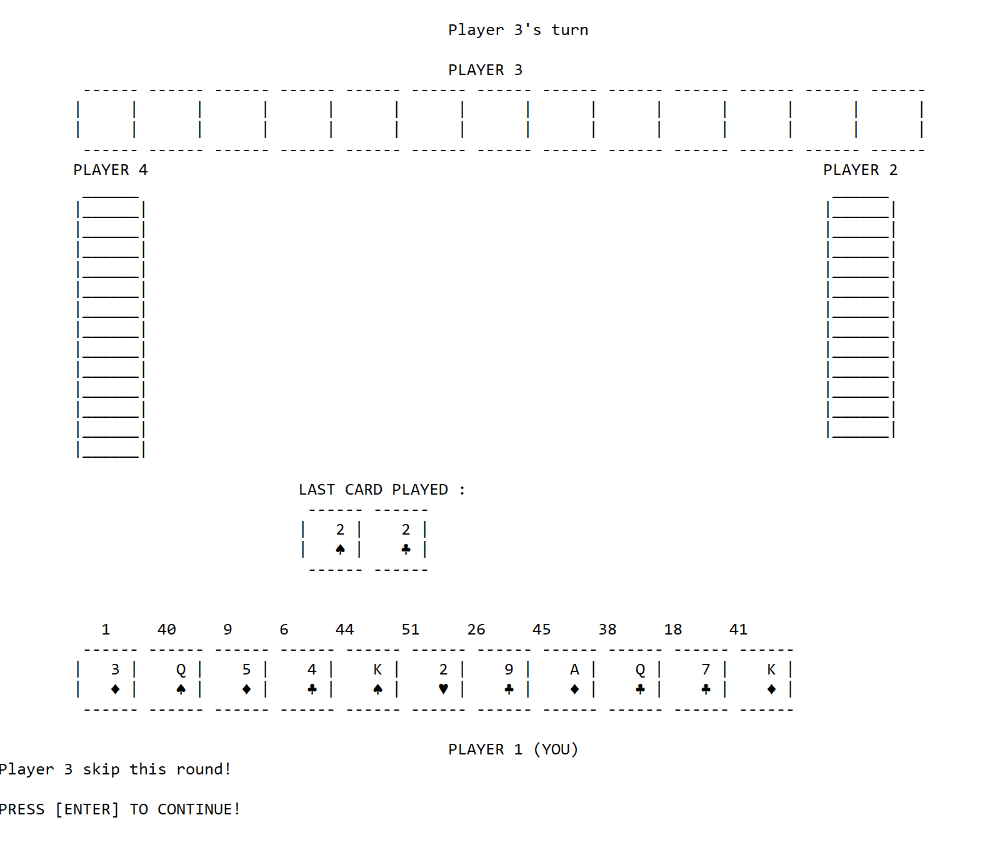 Player 3's turn
PLAYER 3
PLAYER 4 PLAYER 2
LAST CARD PLAYED :
2 2
♠ ♣
1 40 9 6 44 51 26 45 38 18 41
3 Q 5 4 K 2 9 A Q 7 K
♦ ♠ ♦ ♣ ♠ ♥ ♣ ♦ ♣ ♣ ♦
PLAYER 1 (YOU)
Player 3 skip this round!
PRESS [ENTER] TO CONTINUE!